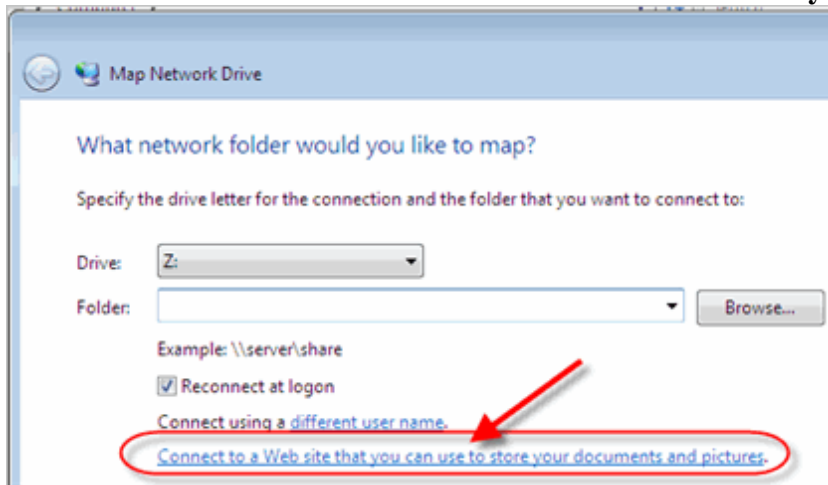 Map Network Drive
What network folder would you like to map?
Specify the drive letter for the connection and the folder that you want to connect to:
Drive: Z:
Folder: Browse...
Example: \\server\share
Reconnect at logon
Connect using a different user name.
Connect to a Web site that you can use to store your documents and pictures.